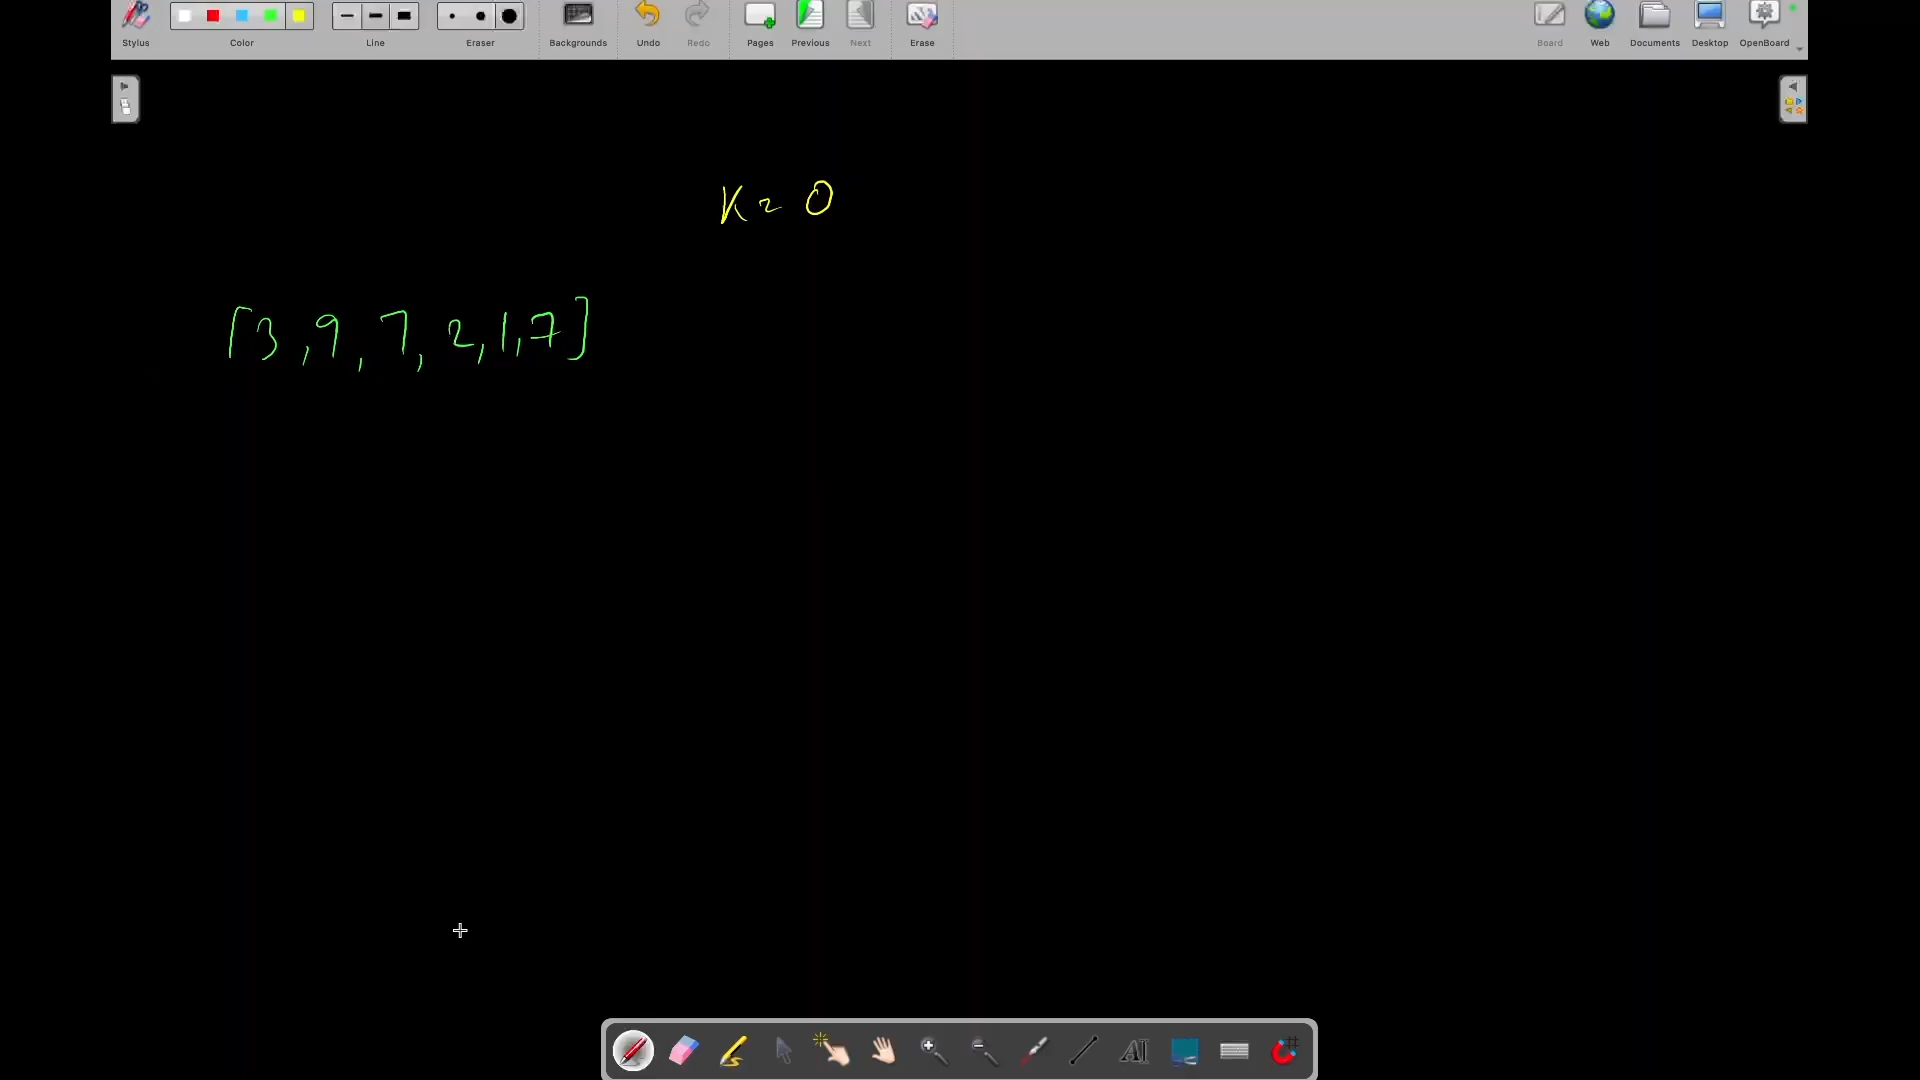 Stylus Color Line Eraser Backgrounds Undo Redo Pages Previous Next Erase Board Web Documents Desktop OpenBoard
K = 0
[3, 9, 7, 2, 1, 7]
AI